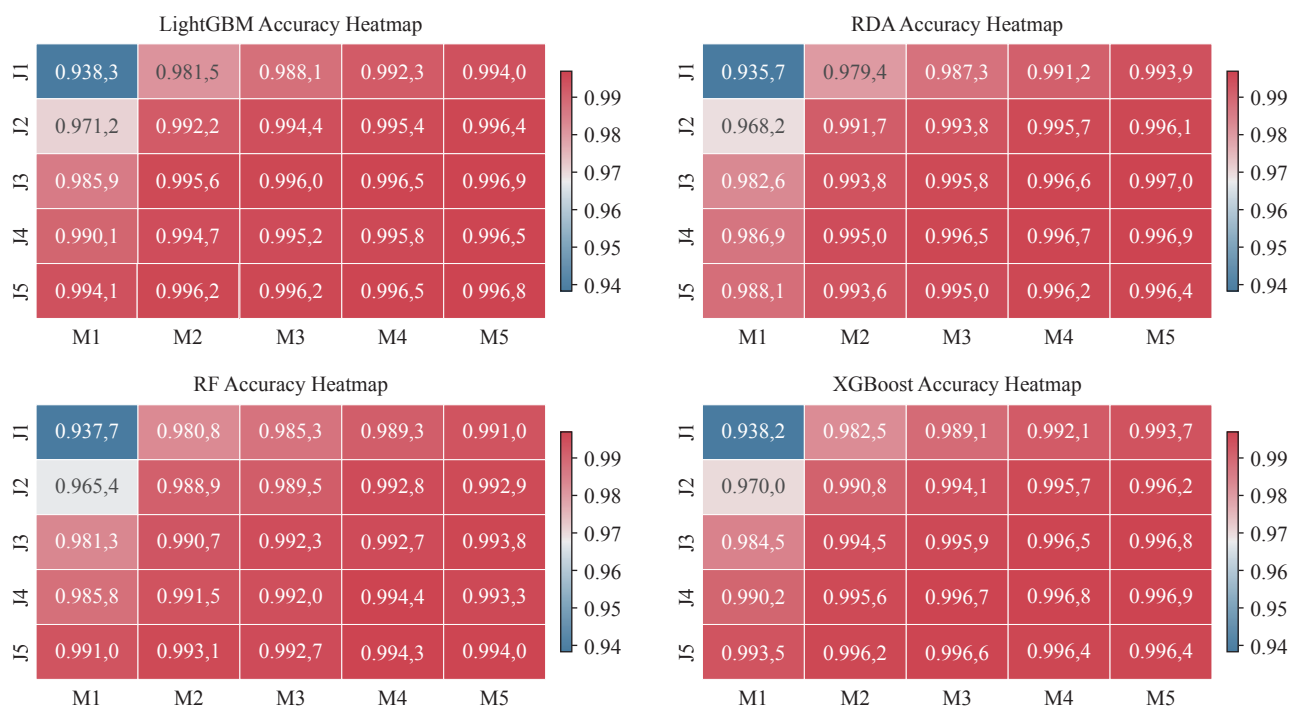 LightGBM Accuracy Heatmap
J1 0.938,3 0.981,5 0.988,1 0.992,3 0.994,0
J2 0.971,2 0.992,2 0.994,4 0.995,4 0.996,4
J3 0.985,9 0.995,6 0.996,0 0.996,5 0.996,9
J4 0.990,1 0.994,7 0.995,2 0.995,8 0.996,5
J5 0.994,1 0.996,2 0.996,2 0.996,5 0 996,8
M1 M2 M3 M4 M5
0.99
0.98
0.97
0.96
0.95
0.94
RDA Accuracy Heatmap
J1 0.935,7 0.979,4 0.987,3 0.991,2 0.993,9
J2 0.968,2 0.991,7 0.993,8 0.995,7 0.996,1
J3 0.982,6 0.993,8 0.995,8 0.996,6 0.997,0
J4 0.986,9 0.995,0 0.996,5 0.996,7 0.996,9
J5 0.988,1 0.993,6 0.995,0 0.996,2 0.996,4
M1 M2 M3 M4 M5
0.99
0.98
0.97
0.96
0.95
0.94
RF Accuracy Heatmap
J1 0.937,7 0.980,8 0.985,3 0.989,3 0.991,0
J2 0.965,4 0.988,9 0.989,5 0.992,8 0.992,9
J3 0.981,3 0.990,7 0.992,3 0.992,7 0.993,8
J4 0.985,8 0.991,5 0.992,0 0.994,4 0.993,3
J5 0.991,0 0.993,1 0.992,7 0.994,3 0.994,0
M1 M2 M3 M4 M5
0.99
0.98
0.97
0.96
0.95
0.94
XGBoost Accuracy Heatmap
J1 0.938,2 0.982,5 0.989,1 0.992,1 0.993,7
J2 0.970,0 0.990,8 0.994,1 0.995,7 0.996,2
J3 0.984,5 0.994,5 0.995,9 0.996,5 0.996,8
J4 0.990,2 0.995,6 0.996,7 0.996,8 0.996,9
J5 0.993,5 0.996,2 0.996,6 0.996,4 0.996,4
M1 M2 M3 M4 M5
0.99
0.98
0.97
0.96
0.95
0.94